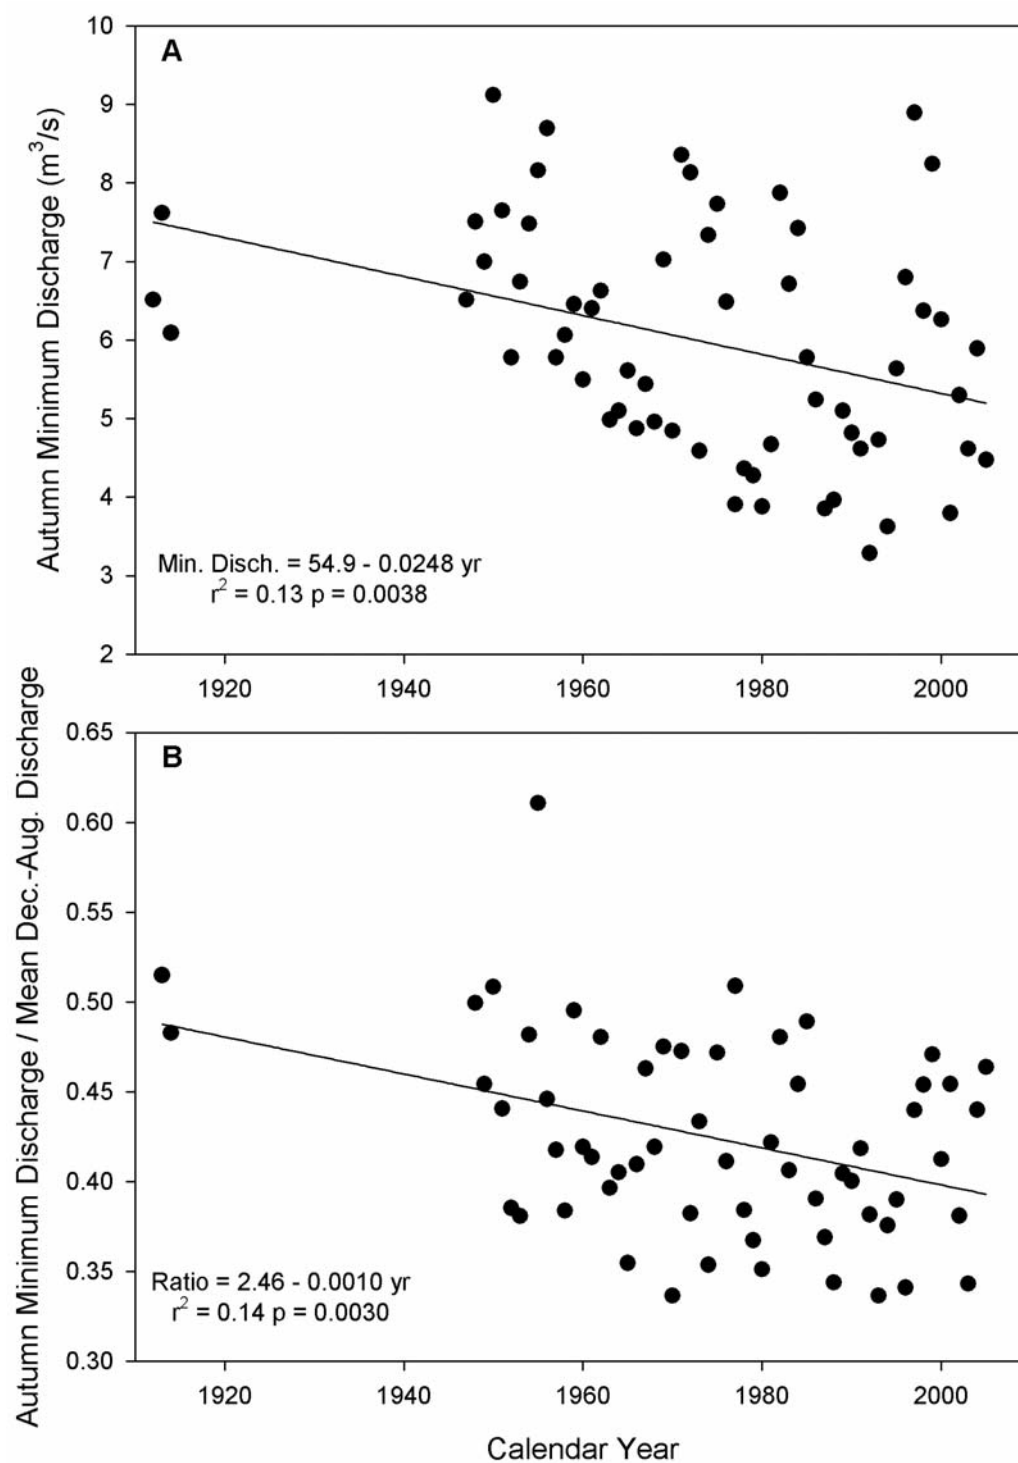 A
Autumn Minimum Discharge (m³/s)
10
9
8
7
6
5
4
3
2
Min. Disch. = 54.9 - 0.0248 yr
r² = 0.13 p = 0.0038
1920 1940 1960 1980 2000
B
Autumn Minimum Discharge / Mean Dec.-Aug. Discharge
0.65
0.60
0.55
0.50
0.45
0.40
0.35
0.30
Ratio = 2.46 - 0.0010 yr
r² = 0.14 p = 0.0030
1920 1940 1960 1980 2000
Calendar Year